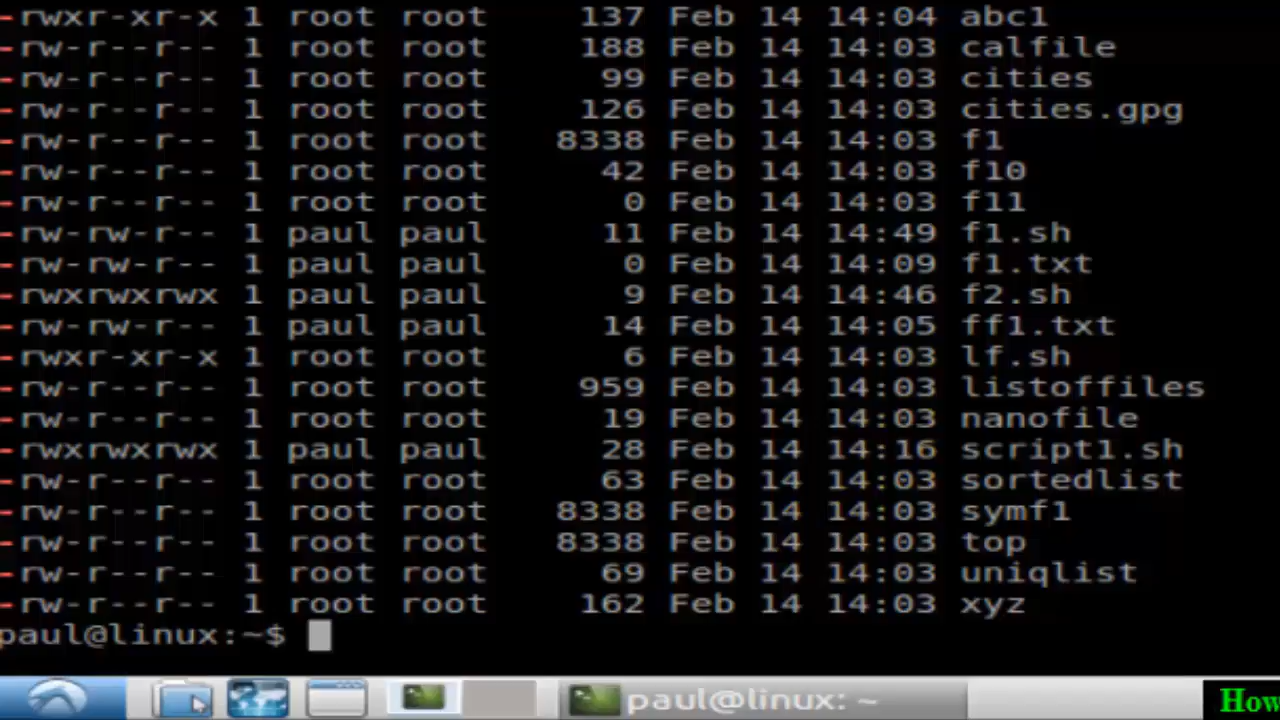 -rwxr-xr-x 1 root root 137 Feb 14 14:04 abc1
-rw-r--r-- 1 root root 188 Feb 14 14:03 calfile
-rw-r--r-- 1 root root 99 Feb 14 14:03 cities
-rw-r--r-- 1 root root 126 Feb 14 14:03 cities.gpg
-rw-r--r-- 1 root root 8338 Feb 14 14:03 f1
-rw-r--r-- 1 root root 42 Feb 14 14:03 f10
-rw-r--r-- 1 root root 0 Feb 14 14:03 f11
-rw-rw-r-- 1 paul paul 11 Feb 14 14:49 f1.sh
-rw-rw-r-- 1 paul paul 0 Feb 14 14:09 f1.txt
-rwxrwxrwx 1 paul paul 9 Feb 14 14:46 f2.sh
-rw-rw-r-- 1 paul paul 14 Feb 14 14:05 ff1.txt
-rwxr-xr-x 1 root root 6 Feb 14 14:03 lf.sh
-rw-r--r-- 1 root root 959 Feb 14 14:03 listoffiles
-rw-r--r-- 1 root root 19 Feb 14 14:03 nanofile
-rwxrwxrwx 1 paul paul 28 Feb 14 14:16 script1.sh
-rw-r--r-- 1 root root 63 Feb 14 14:03 sortedlist
-rw-r--r-- 1 root root 8338 Feb 14 14:03 symf1
-rw-r--r-- 1 root root 8338 Feb 14 14:03 top
-rw-r--r-- 1 root root 69 Feb 14 14:03 uniqlist
-rw-r--r-- 1 root root 162 Feb 14 14:03 xyz
paul@linux:~$
paul@linux: ~
How